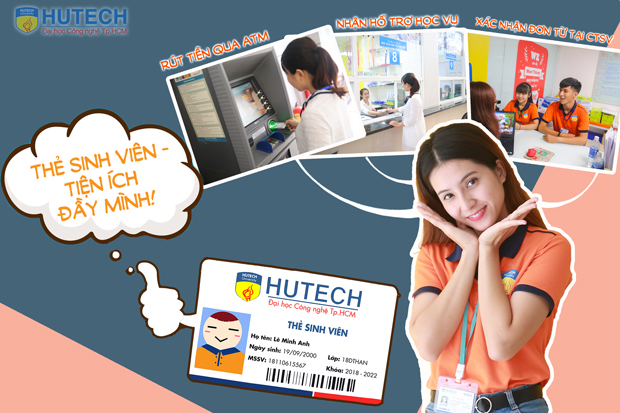 HUTECH
Đại học Công nghệ Tp.HCM
RÚT TIỀN QUA ATM
NHẬN HỖ TRỢ HỌC VỤ
XÁC NHẬN ĐƠN TỪ TẠI CTSV
THẺ SINH VIÊN -
TIỆN ÍCH
ĐẦY MÌNH!
HUTECH
Đại học Công nghệ Tp.HCM
THẺ SINH VIÊN
Họ tên: Lê Minh Anh
Ngày sinh: 19/09/2000 Lớp: 18DTHAN
MSSV: 18110615567 Khóa: 2018 - 2022